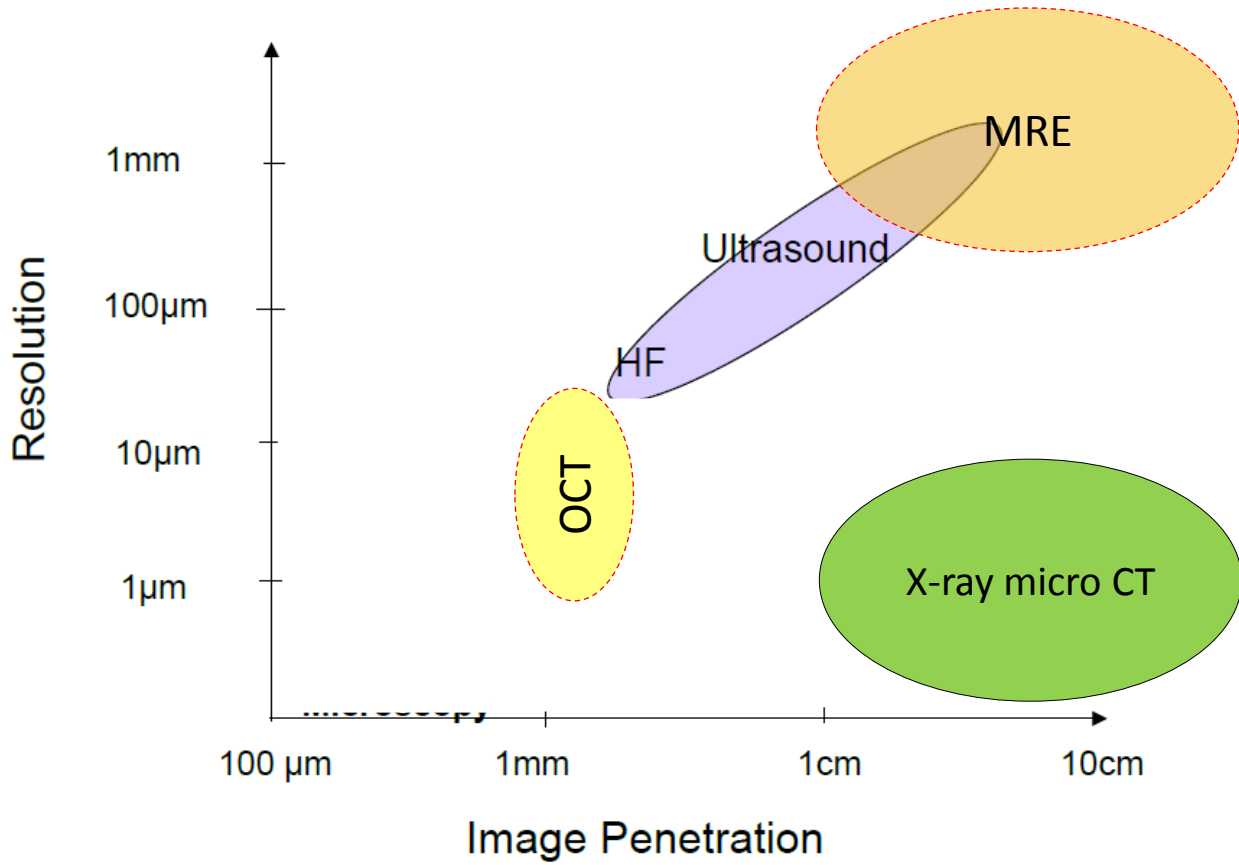 MRE
1mm
Ultrasound
100µm
HF
Resolution
10µm
OCT
1µm
X-ray micro CT
100 µm
1mm
1cm
10cm
Image Penetration